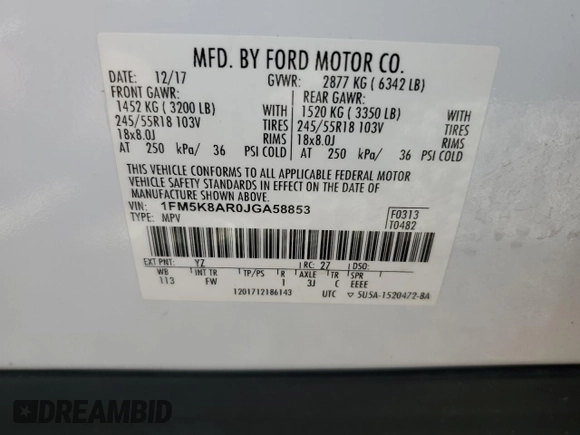 MFD. BY FORD MOTOR CO.
DATE: 12/17 GVWR: 2877 KG ( 6342 LB)
FRONT GAWR: REAR GAWR:
1452 KG ( 3200 LB) WITH 1520 KG ( 3350 LB) WITH
245/55R18 103V TIRES 245/55R18 103V TIRES
18x8.0J RIMS 18x8.0J RIMS
AT 250 kPa/ 36 PSI COLD AT 250 kPa/ 36 PSI COLD
THIS VEHICLE CONFORMS TO ALL APPLICABLE FEDERAL MOTOR
VEHICLE SAFETY STANDARDS IN EFFECT ON THE DATE OF
MANUFACTURE SHOWN ABOVE.
VIN: 1FM5K8AR0JGA58853 F0313
TYPE: MPV T0482
EXT PNT: YZ RC: 27 DSO:
WB INT TR TP/PS R AXLE TR SPR
113 FW 1 3J C EEEE
1201712186143 UTC ▽ 5U5A-1520472-BA
DREAMBID